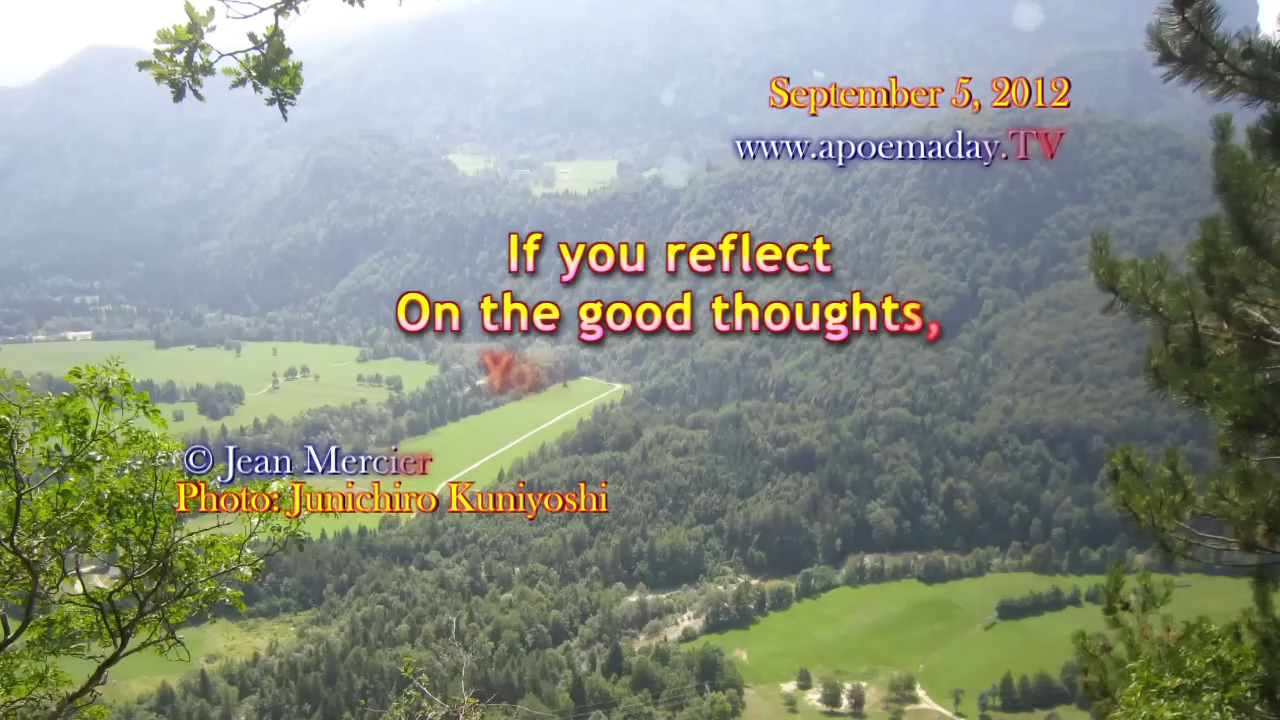 September 5, 2012
www.apoemaday.TV
If you reflect
On the good thoughts,
© Jean Mercier
Photo: Junichiro Kuniyoshi